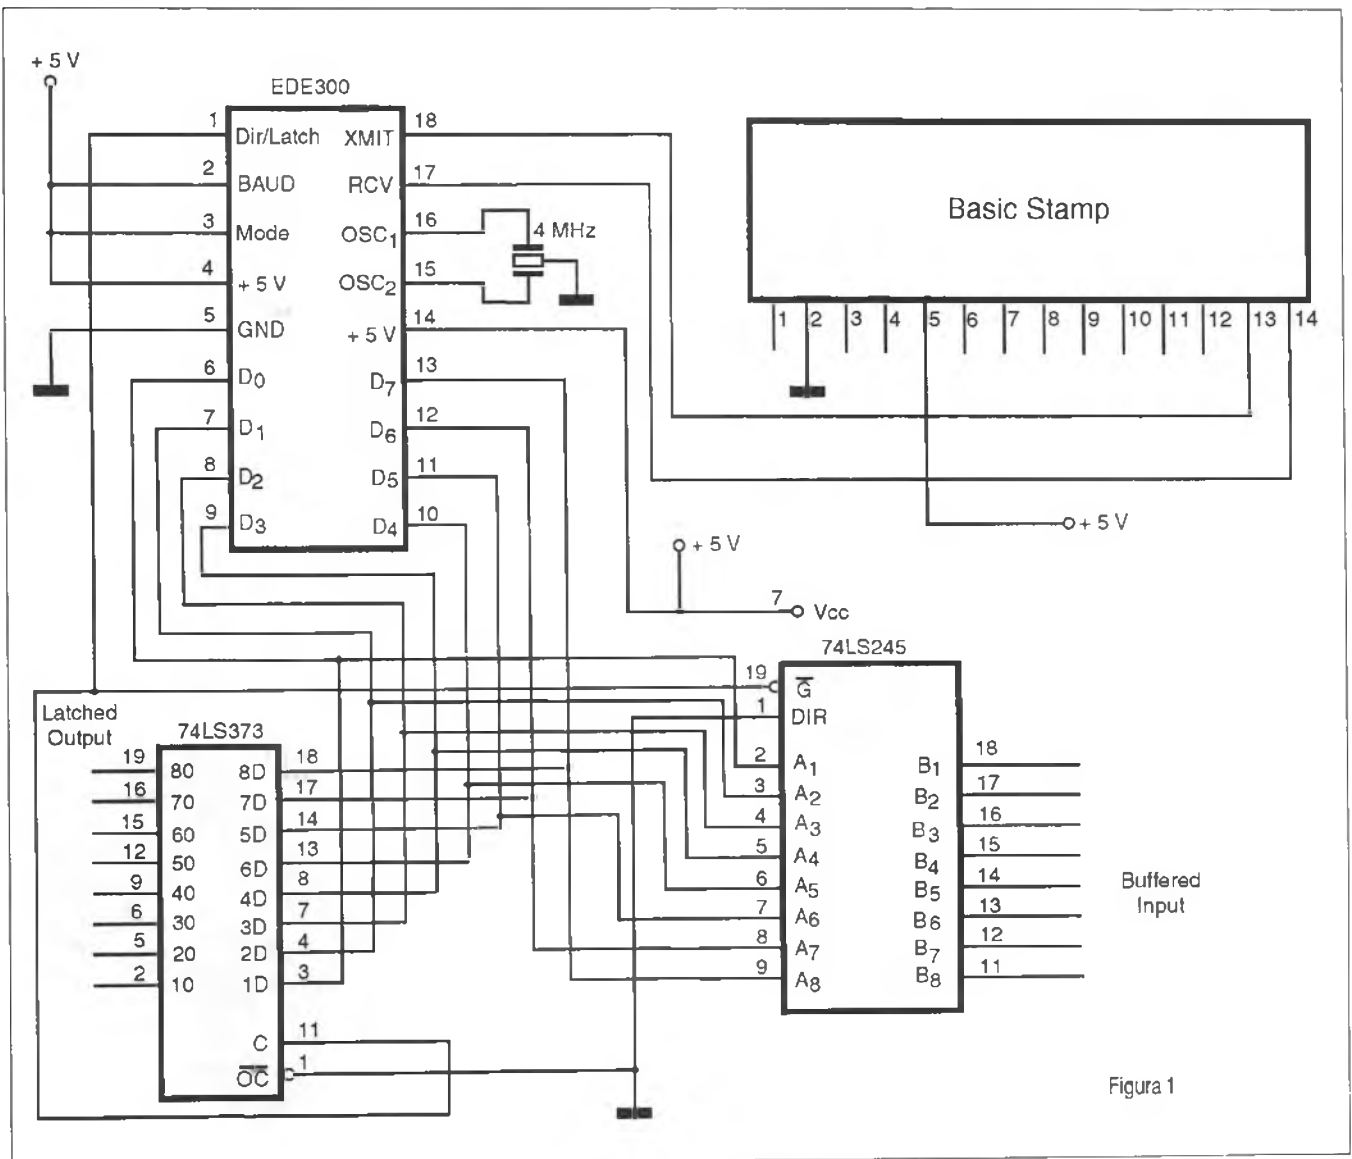 + 5 V
EDE300
1 Dir/Latch XMIT 18
2 BAUD RCV 17
3 Mode OSC1 16
4 + 5 V OSC2 15
5 GND + 5 V 14
6 D0 D7 13
7 D1 D6 12
8 D2 D5 11
9 D3 D4 10
4 MHz
Basic Stamp
1 2 3 4 5 6 7 8 9 10 11 12 13 14
+ 5 V
+ 5 V
7 Vcc
74LS245
19 G
1 DIR
2 A1 B1 18
3 A2 B2 17
4 A3 B3 16
5 A4 B4 15
6 A5 B5 14
7 A6 B6 13
8 A7 B7 12
9 A8 B8 11
Buffered
Input
Latched
Output
74LS373
19 80 8D 18
16 70 7D 17
15 60 5D 14
12 50 6D 13
9 40 4D 8
6 30 3D 7
5 20 2D 4
2 10 1D 3
C 11
OC 1
Figura 1